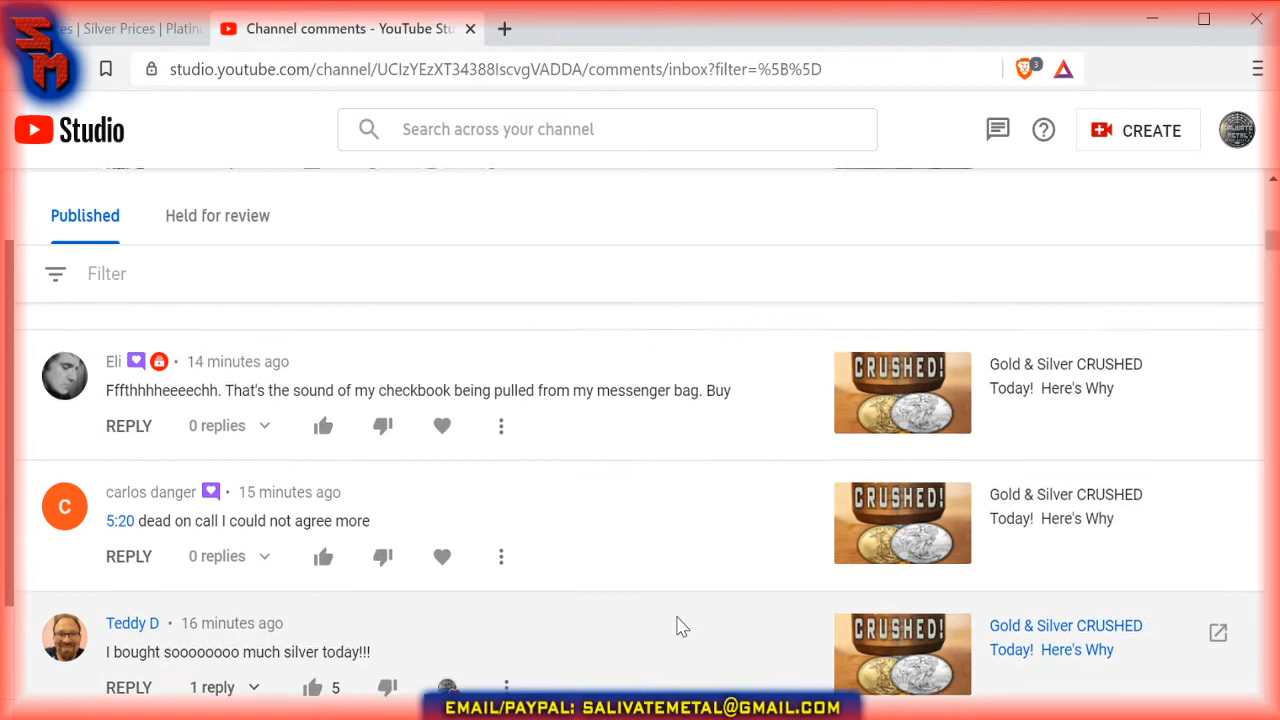 SM
es | Silver Prices | Platin
Channel comments - YouTube Stu
studio.youtube.com/channel/UCIzYEzXT34388lscvgVADDA/comments/inbox?filter=%5B%5D
3
Studio
Search across your channel
CREATE
Published
Held for review
Filter
Eli • 14 minutes ago
Fffthhhheeeechh. That's the sound of my checkbook being pulled from my messenger bag. Buy
REPLY 0 replies
CRUSHED!
Gold & Silver CRUSHED
Today! Here's Why
carlos danger • 15 minutes ago
5:20 dead on call I could not agree more
REPLY 0 replies
C
CRUSHED!
Gold & Silver CRUSHED
Today! Here's Why
Teddy D • 16 minutes ago
I bought soooooooo much silver today!!!
REPLY 1 reply 5
CRUSHED!
Gold & Silver CRUSHED
Today! Here's Why
EMAIL/PAYPAL: SALIVATEMETAL@GMAIL.COM